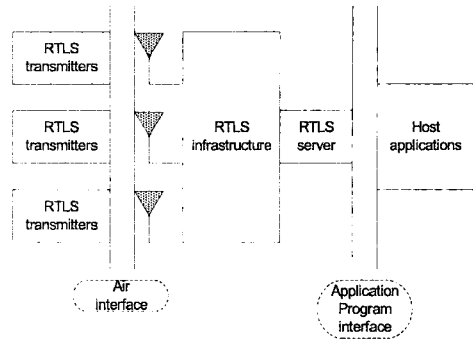 RTLS
transmitters
RTLS
transmitters
RTLS
transmitters
RTLS
infrastructure
RTLS
server
Host
applications
Air
interface
Application
Program
interface